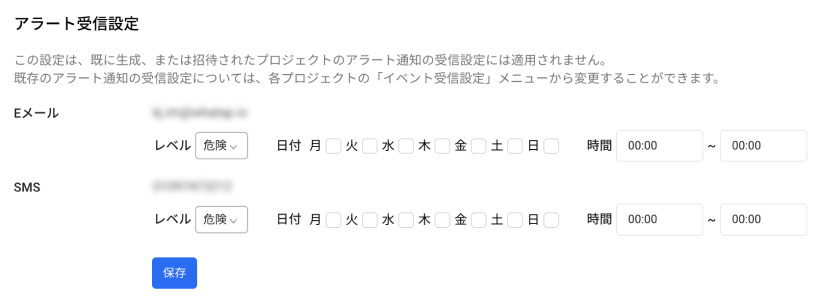 アラート受信設定
この設定は、既に生成、または招待されたプロジェクトのアラート通知の受信設定には適用されません。
既存のアラート通知の受信設定については、各プロジェクトの「イベント受信設定」メニューから変更することができます。
Eメール
レベル 危険 日付 月 火 水 木 金 土 日 時間 00:00 ~ 00:00
SMS
レベル 危険 日付 月 火 水 木 金 土 日 時間 00:00 ~ 00:00
保存